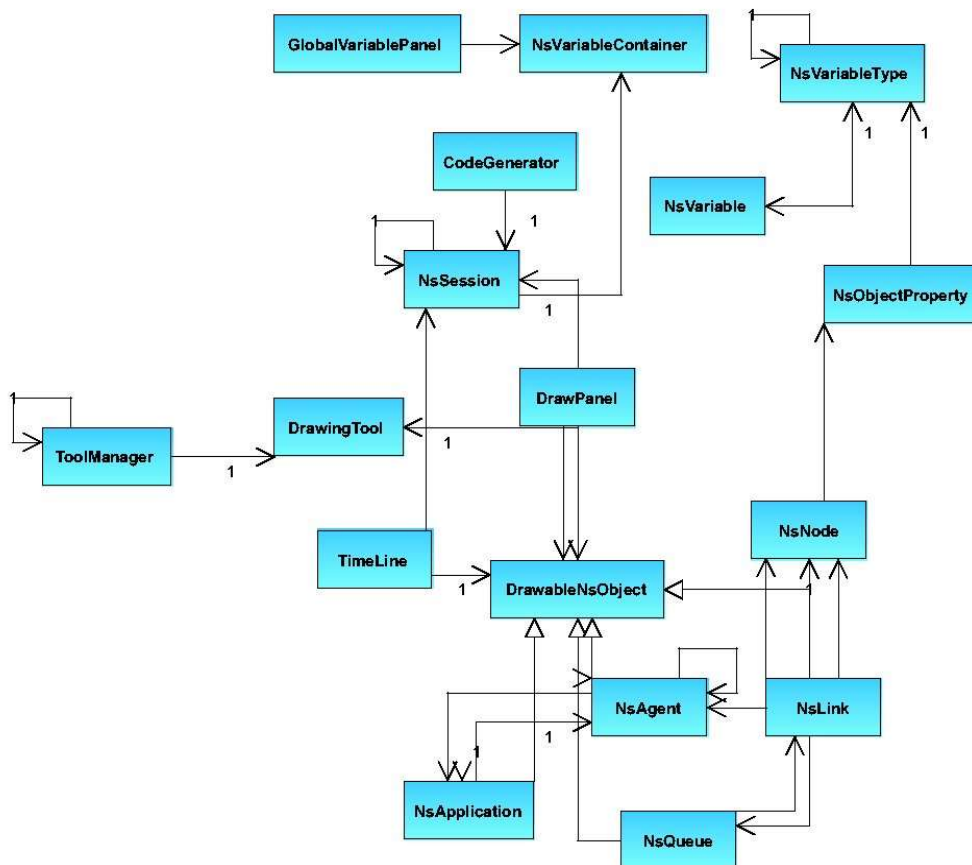 GlobalVariablePanel
NsVariableContainer
1
NsVariableType
1
1
CodeGenerator
NsVariable
1
1
NsSession
1
NsObjectProperty
DrawPanel
1
DrawingTool
1
ToolManager
1
NsNode
TimeLine
1
DrawableNsObject
1
NsAgent
NsLink
1
1
NsApplication
NsQueue